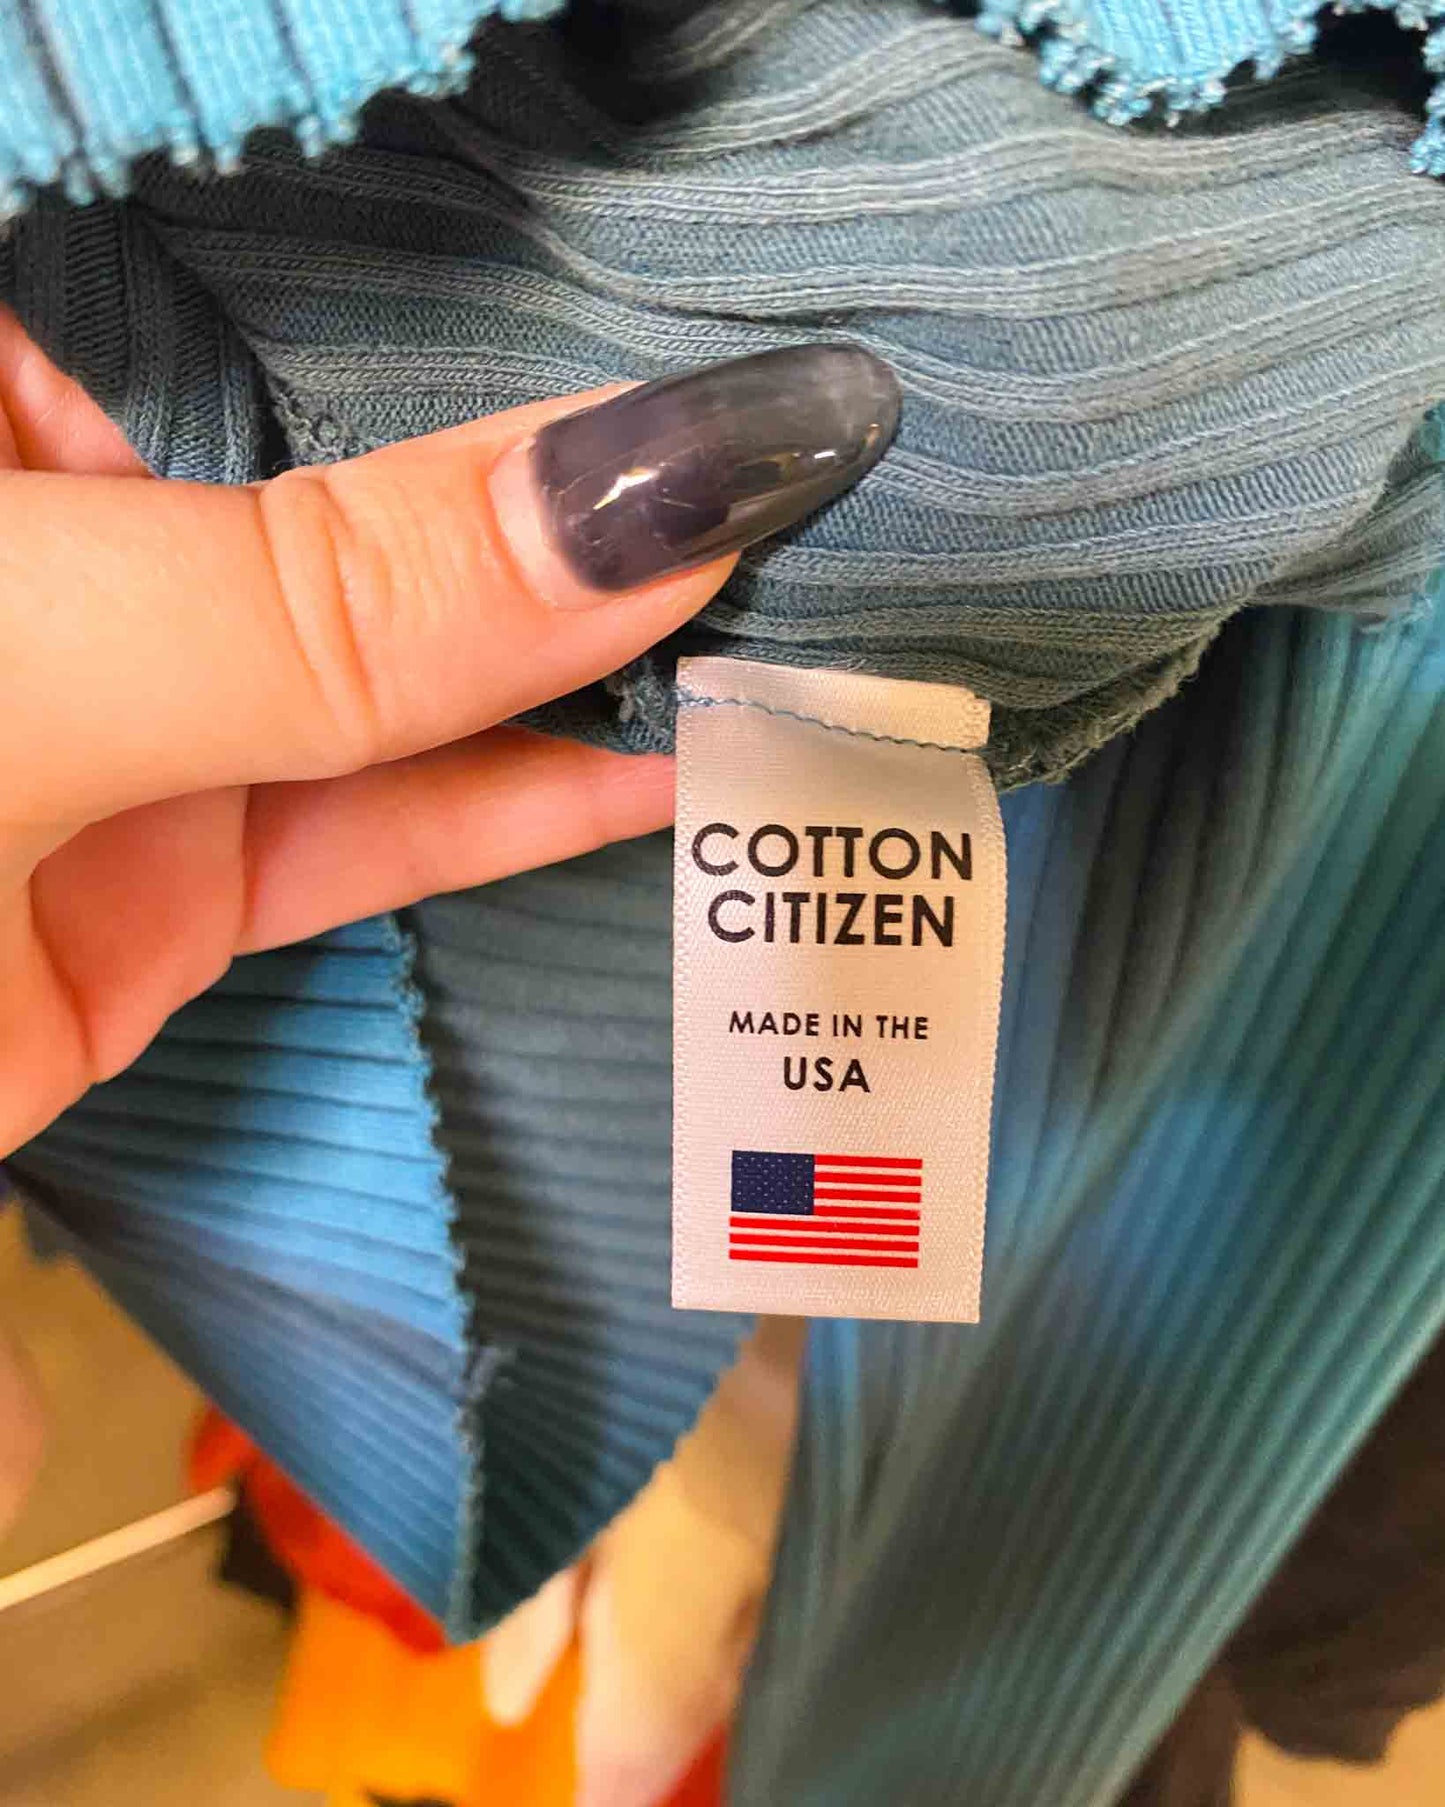 COTTON
CITIZEN
MADE IN THE
USA